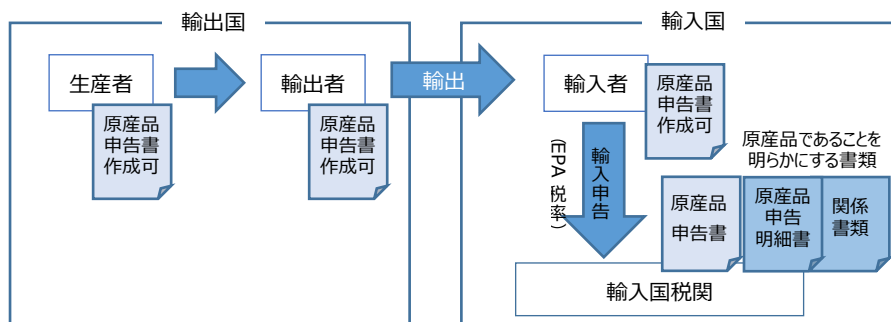 輸出国
生産者
原産品
申告書
作成可
輸出者
原産品
申告書
作成可
輸出
輸入国
輸入者
原産品
申告書
作成可
輸入申告
(EPA 税率)
原産品であることを
明らかにする書類
原産品
申告書
原産品
申告
明細書
関係
書類
輸入国税関